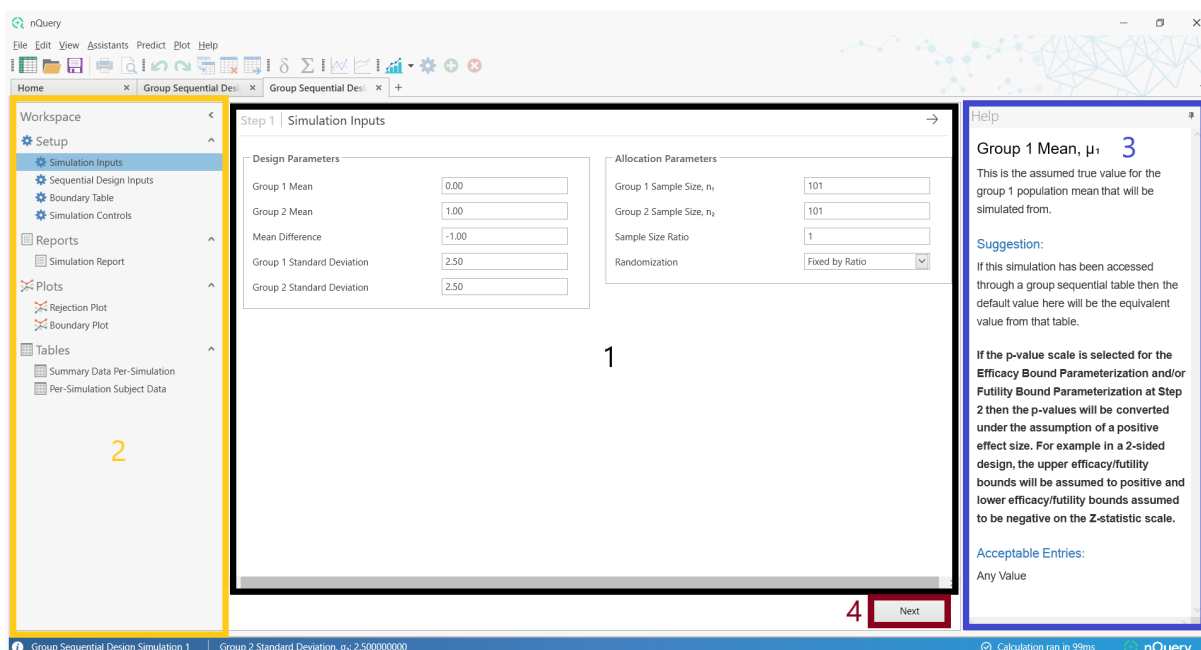 nQuery
File Edit View Assistants Predict Plot Help
δ Σ
Home × Group Sequential Des × Group Sequential Des × +
Workspace
Setup
Simulation Inputs
Sequential Design Inputs
Boundary Table
Simulation Controls
Reports
Simulation Report
Plots
Rejection Plot
Boundary Plot
Tables
Summary Data Per-Simulation
Per-Simulation Subject Data
2
Step 1 | Simulation Inputs →
Design Parameters
Group 1 Mean 0.00
Group 2 Mean 1.00
Mean Difference -1.00
Group 1 Standard Deviation 2.50
Group 2 Standard Deviation 2.50
Allocation Parameters
Group 1 Sample Size, n₁ 101
Group 2 Sample Size, n₂ 101
Sample Size Ratio 1
Randomization Fixed by Ratio
1
4 Next
Help
Group 1 Mean, μ₁ 3
This is the assumed true value for the
group 1 population mean that will be
simulated from.
Suggestion:
If this simulation has been accessed
through a group sequential table then the
default value here will be the equivalent
value from that table.
If the p-value scale is selected for the
Efficacy Bound Parameterization and/or
Futility Bound Parameterization at Step
2 then the p-values will be converted
under the assumption of a positive
effect size. For example in a 2-sided
design, the upper efficacy/futility
bounds will be assumed to positive and
lower efficacy/futility bounds assumed
to be negative on the Z-statistic scale.
Acceptable Entries:
Any Value
Group Sequential Design Simulation 1 | Group 2 Standard Deviation, σ₂: 2.500000000 Calculation ran in 99ms nQuery